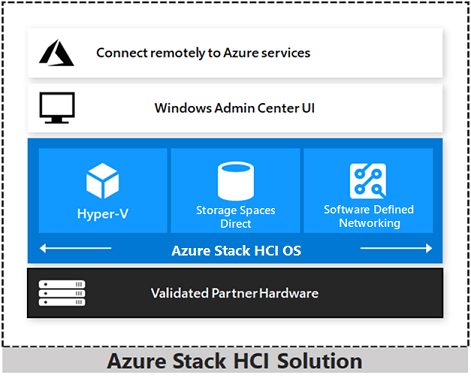 Connect remotely to Azure services
Windows Admin Center UI
Hyper-V
Storage Spaces
Direct
Software Defined
Networking
Azure Stack HCI OS
Validated Partner Hardware
Azure Stack HCI Solution